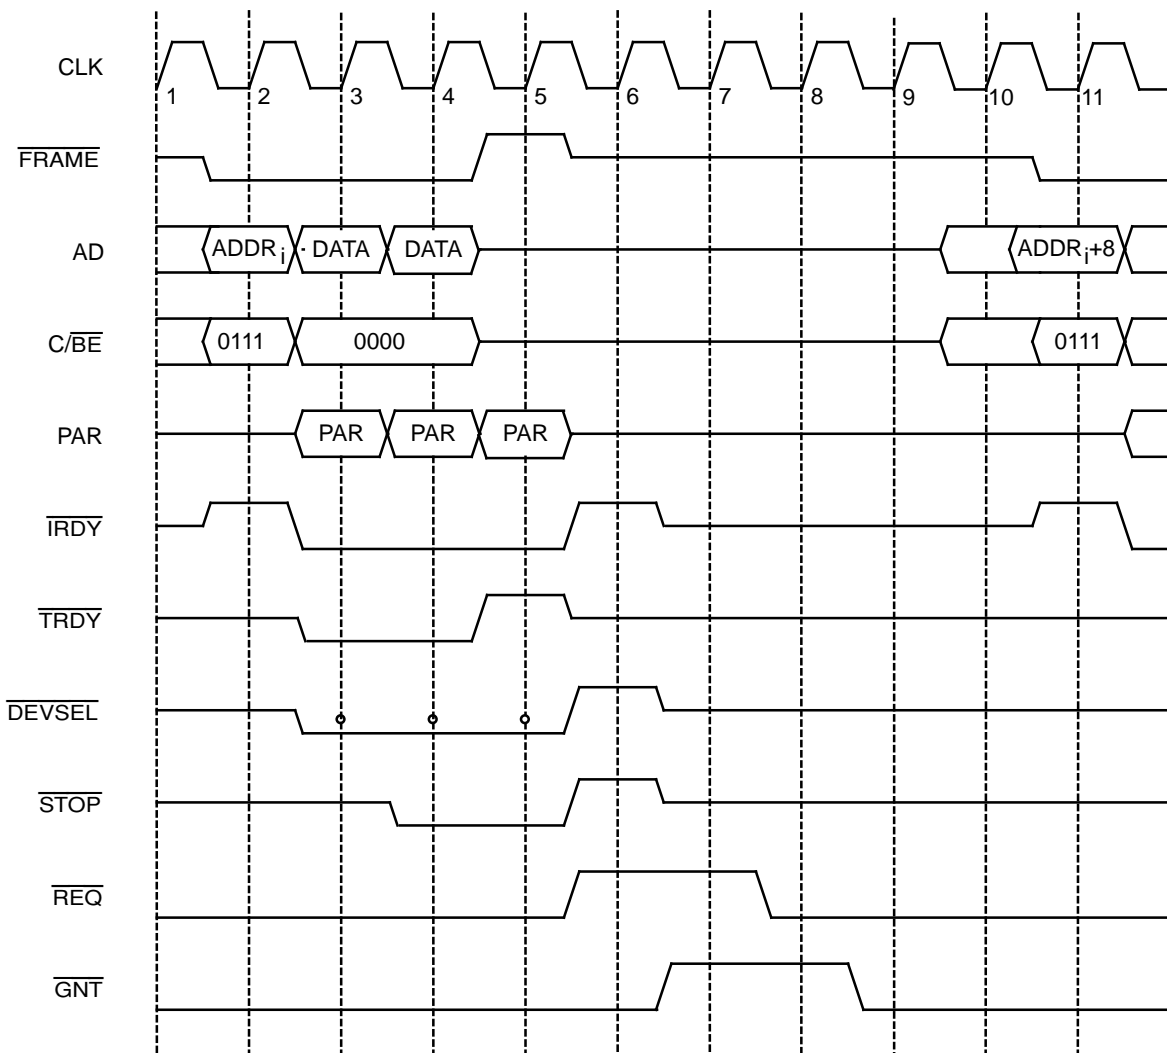 CLK
1 2 3 4 5 6 7 8 9 10 11
FRAME
AD ADDRi DATA DATA ADDRi+8
C/BE 0111 0000 0111
PAR PAR PAR PAR
IRDY
TRDY
DEVSEL
STOP
REQ
GNT